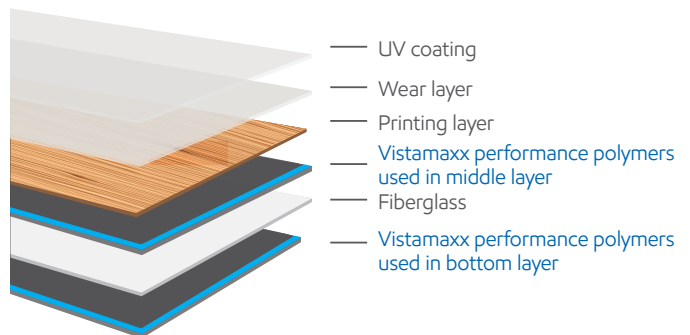 UV coating
Wear layer
Printing layer
Vistamaxx performance polymers
used in middle layer
Fiberglass
Vistamaxx performance polymers
used in bottom layer